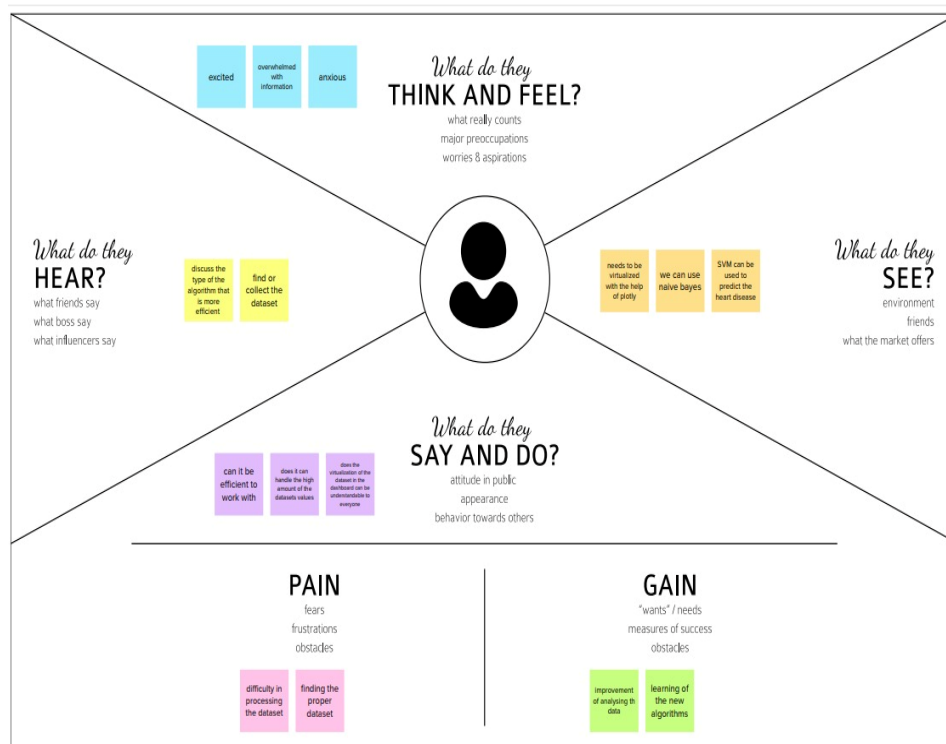 excited
overwhelmed
with
information
anxious
What do they
THINK AND FEEL?
what really counts
major preoccupations
worries & aspirations
What do they
HEAR?
what friends say
what boss say
what influencers say
discuss the
type of the
algorithm that
is more
efficient
find or
collect the
dataset
needs to be
virtualized
with the help
of plotly
we can use
naive bayes
SVM can be
used to
predict the
heart disease
What do they
SEE?
environment
friends
what the market offers
What do they
SAY AND DO?
attitude in public
appearance
behavior towards others
can it be
efficient to
work with
does it can
handle the high
amount of the
datasets values
does the
virtualization of the
dataset in the
dashboard can be
understandable to
everyone
PAIN
fears
frustrations
obstacles
difficulty in
processing
the dataset
finding the
proper
dataset
GAIN
"wants" / needs
measures of success
obstacles
improvement
of analysing th
data
learning of
the new
algorithms